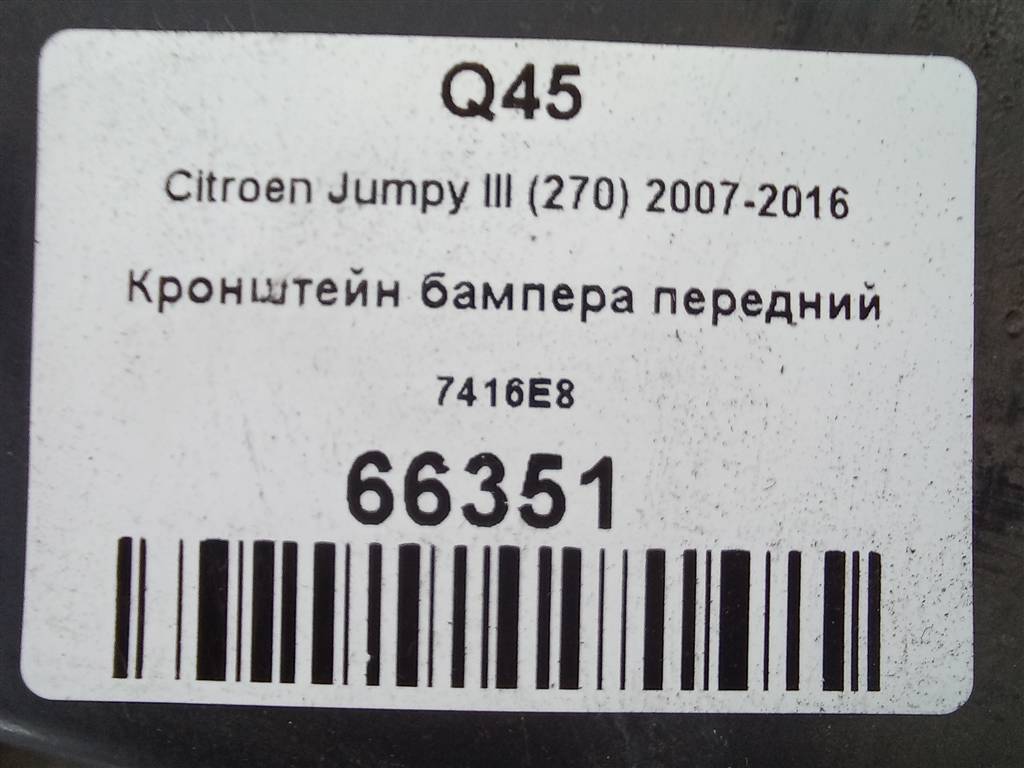 Q45
Citroen Jumpy III (270) 2007-2016
Кронштейн бампера передний
7416E8
66351